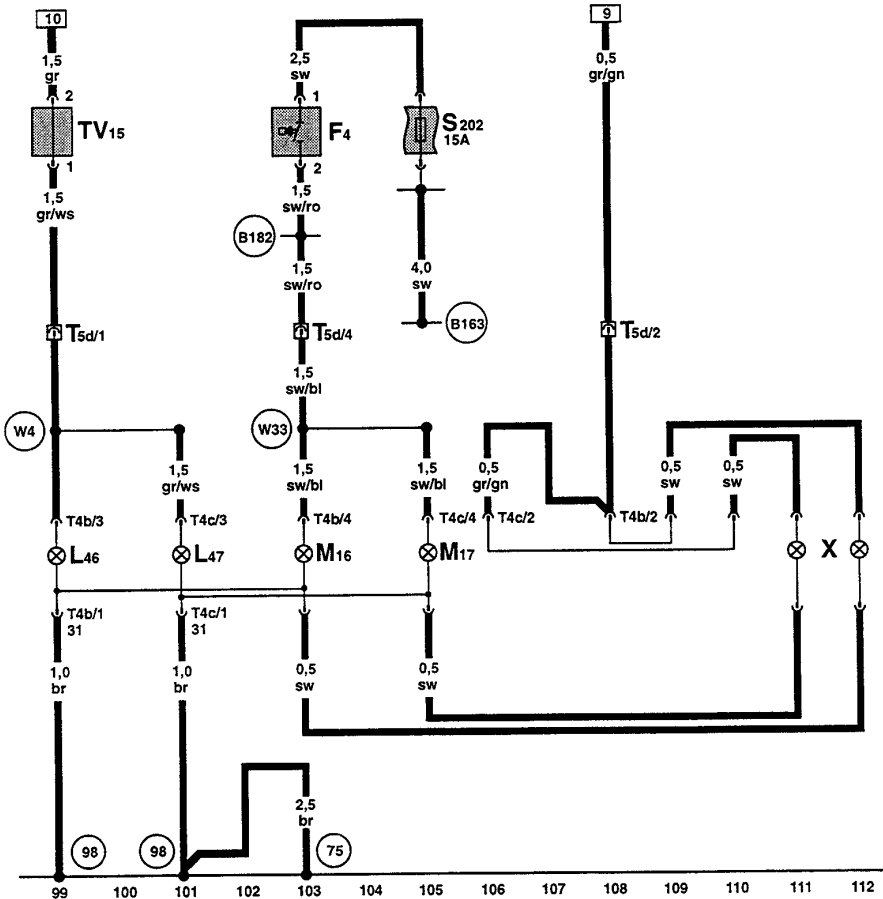 10
9
1,5
gr
2,5
sw
0,5
gr/gn
2
TV15
1
1
F4
2
S202
15A
1,5
gr/ws
1,5
sw/ro
B182
1,5
sw/ro
4,0
sw
B163
T5d/1
T5d/4
T5d/2
1,5
sw/bl
W4
W33
1,5
gr/ws
1,5
sw/bl
1,5
sw/bl
0,5
gr/gn
0,5
sw
0,5
sw
T4b/3
T4c/3
T4b/4
T4c/4
T4c/2
T4b/2
L46
L47
M16
M17
X
T4b/1
31
T4c/1
31
1,0
br
1,0
br
0,5
sw
0,5
sw
2,5
br
98
98
75
99 100 101 102 103 104 105 106 107 108 109 110 111 112